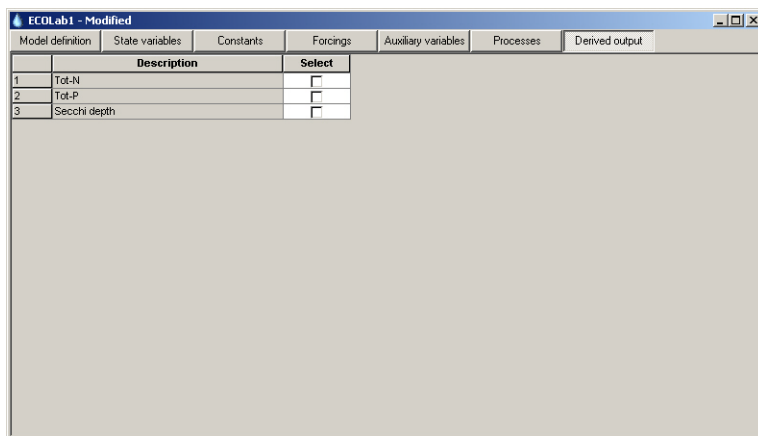 ECOLab1 - Modified
Model definition State variables Constants Forcings Auxiliary variables Processes Derived output
Description Select
1 Tot-N
2 Tot-P
3 Secchi depth